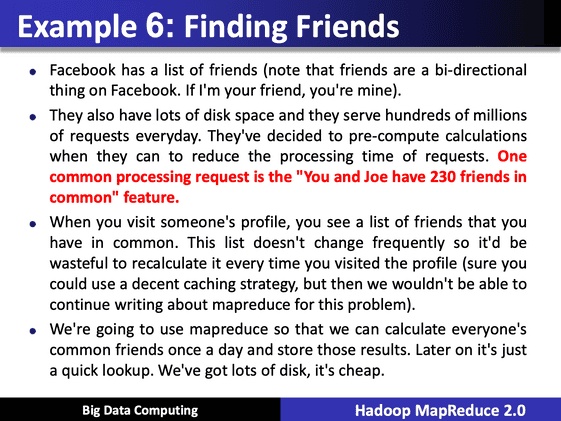 Example 6: Finding Friends
Facebook has a list of friends (note that friends are a bi-directional
thing on Facebook. If I'm your friend, you're mine).
They also have lots of disk space and they serve hundreds of millions
of requests everyday. They've decided to pre-compute calculations
when they can to reduce the processing time of requests. One
common processing request is the "You and Joe have 230 friends in
common" feature.
When you visit someone's profile, you see a list of friends that you
have in common. This list doesn't change frequently so it'd be
wasteful to recalculate it every time you visited the profile (sure you
could use a decent caching strategy, but then we wouldn't be able to
continue writing about mapreduce for this problem).
We're going to use mapreduce so that we can calculate everyone's
common friends once a day and store those results. Later on it's just
a quick lookup. We've got lots of disk, it's cheap.
Big Data Computing
Hadoop MapReduce 2.0